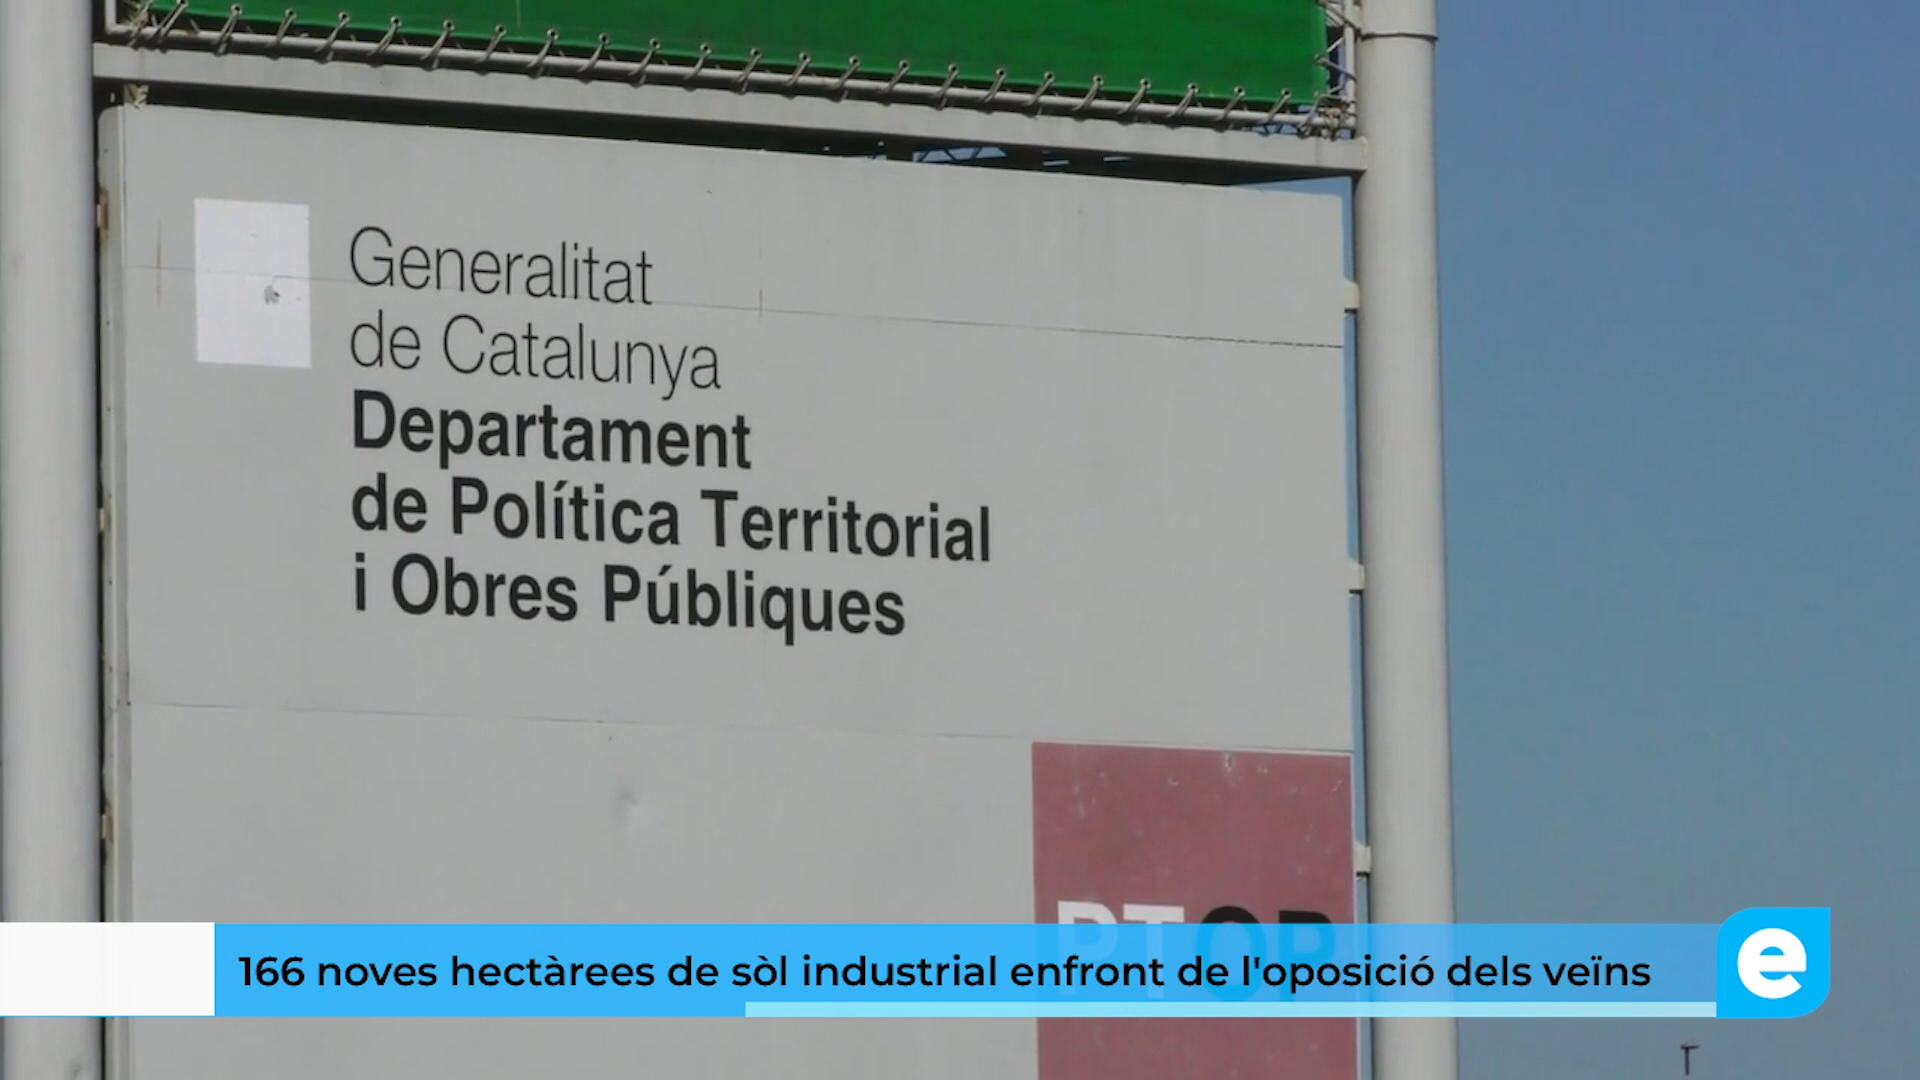 Generalitat
de Catalunya
Departament
de Política Territorial
i Obres Públiques
PTOP
166 noves hectàrees de sòl industrial enfront de l'oposició dels veïns
e